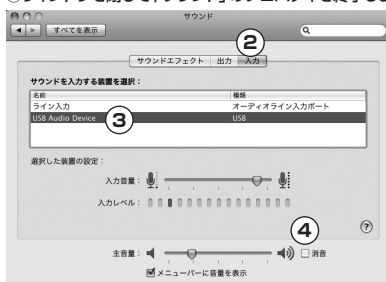 サウンド
すべてを表示
②
サウンドエフェクト 出力 入力
サウンドを入力する装置を選択：
名前 種類
ライン入力 オーディオライン入力ポート
USB Audio Device ③ USB
選択した装置の設定：
入力音量：
入力レベル：
④
?
主音量： 消音
メニューバーに音量を表示